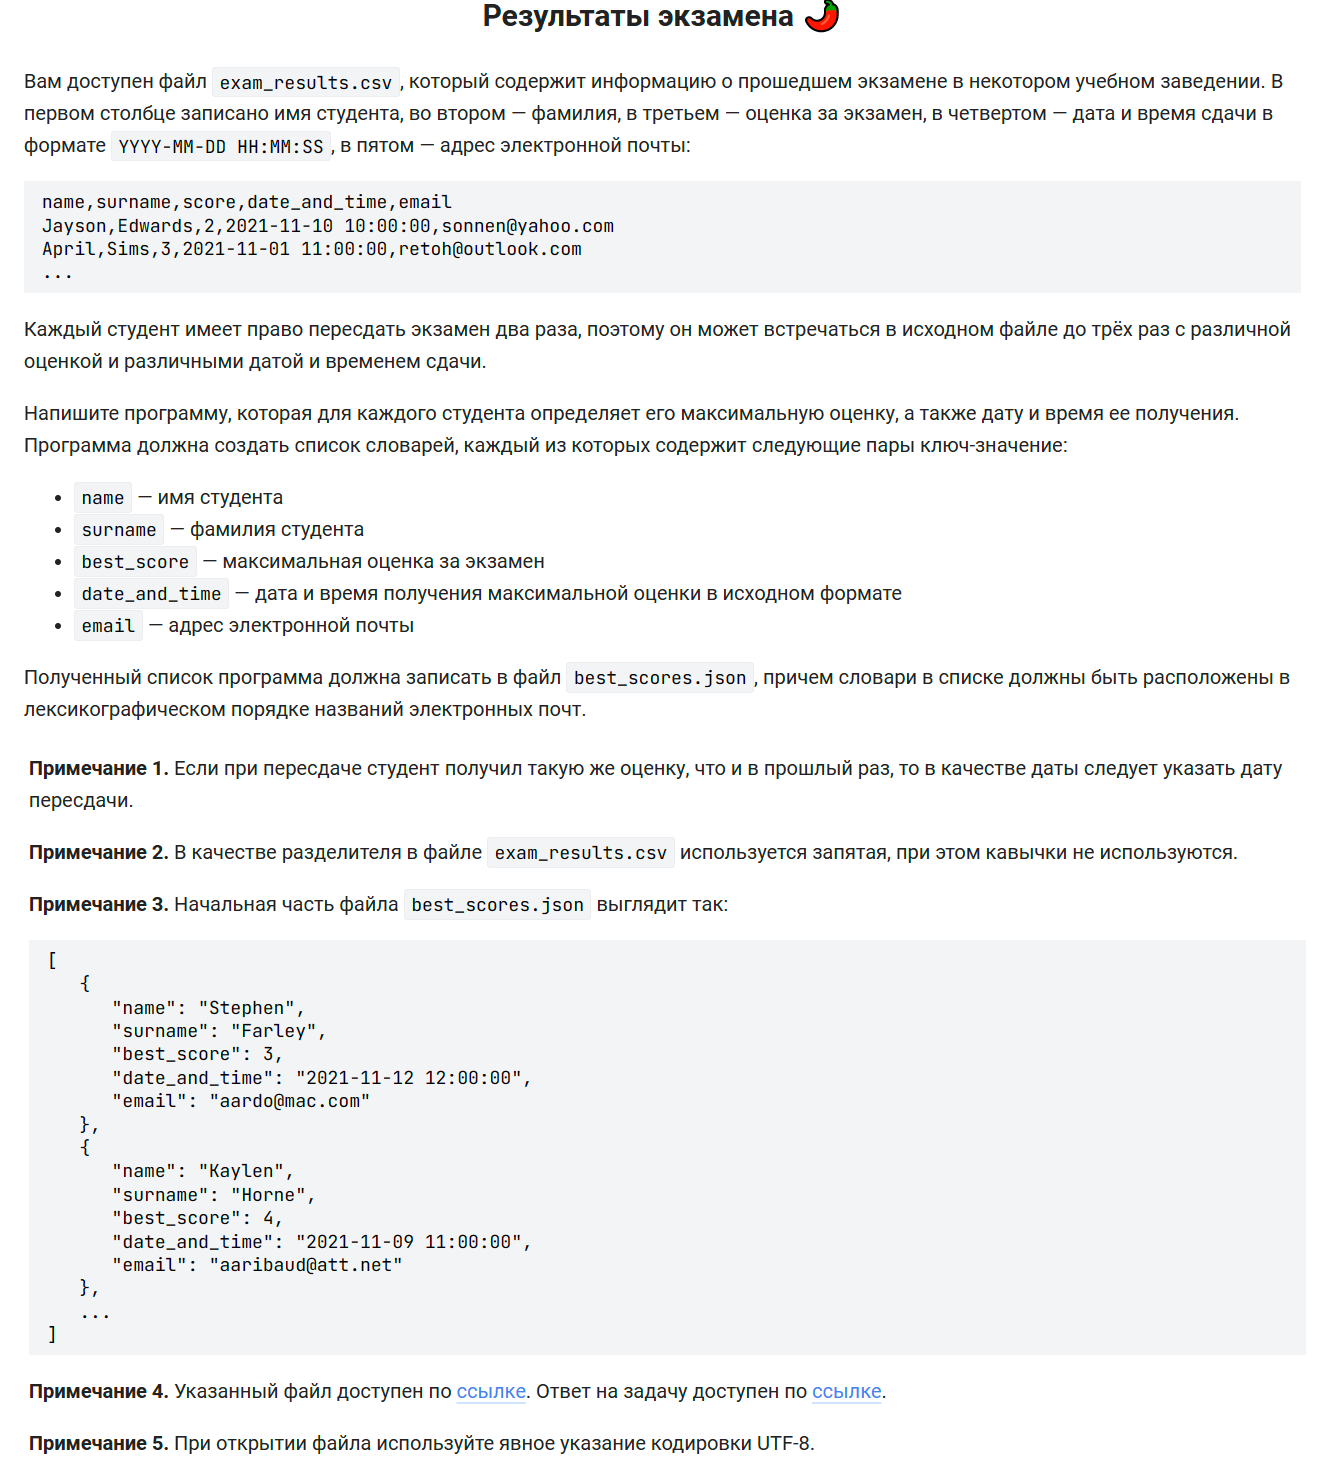 Результаты экзамена 🌶
Вам доступен файл exam_results.csv, который содержит информацию о прошедшем экзамене в некотором учебном заведении. В
первом столбце записано имя студента, во втором — фамилия, в третьем — оценка за экзамен, в четвертом — дата и время сдачи в
формате YYYY-MM-DD HH:MM:SS, в пятом — адрес электронной почты:
name,surname,score,date_and_time,email
Jayson,Edwards,2,2021-11-10 10:00:00,sonnen@yahoo.com
April,Sims,3,2021-11-01 11:00:00,retoh@outlook.com
...
Каждый студент имеет право пересдать экзамен два раза, поэтому он может встречаться в исходном файле до трёх раз с различной
оценкой и различными датой и временем сдачи.
Напишите программу, которая для каждого студента определяет его максимальную оценку, а также дату и время ее получения.
Программа должна создать список словарей, каждый из которых содержит следующие пары ключ-значение:
• name — имя студента
• surname — фамилия студента
• best_score — максимальная оценка за экзамен
• date_and_time — дата и время получения максимальной оценки в исходном формате
• email — адрес электронной почты
Полученный список программа должна записать в файл best_scores.json, причем словари в списке должны быть расположены в
лексикографическом порядке названий электронных почт.
Примечание 1. Если при пересдаче студент получил такую же оценку, что и в прошлый раз, то в качестве даты следует указать дату
пересдачи.
Примечание 2. В качестве разделителя в файле exam_results.csv используется запятая, при этом кавычки не используются.
Примечание 3. Начальная часть файла best_scores.json выглядит так:
[
{
"name": "Stephen",
"surname": "Farley",
"best_score": 3,
"date_and_time": "2021-11-12 12:00:00",
"email": "aardo@mac.com"
},
{
"name": "Kaylen",
"surname": "Horne",
"best_score": 4,
"date_and_time": "2021-11-09 11:00:00",
"email": "aaribaud@att.net"
},
...
]
Примечание 4. Указанный файл доступен по ссылке. Ответ на задачу доступен по ссылке.
Примечание 5. При открытии файла используйте явное указание кодировки UTF-8.